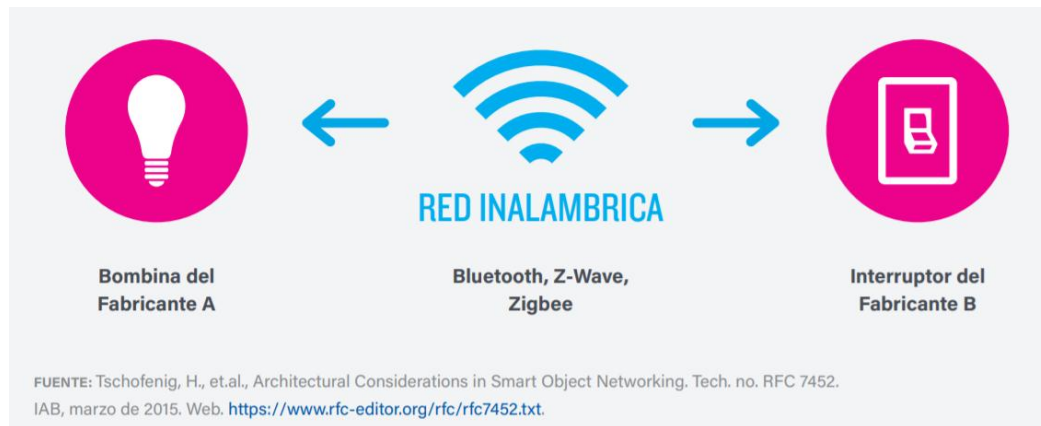 RED INALAMBRICA
Bombina del
Fabricante A
Bluetooth, Z-Wave,
Zigbee
Interruptor del
Fabricante B
FUENTE: Tschofenig, H., et.al., Architectural Considerations in Smart Object Networking. Tech. no. RFC 7452.
IAB, marzo de 2015. Web. https://www.rfc-editor.org/rfc/rfc7452.txt.